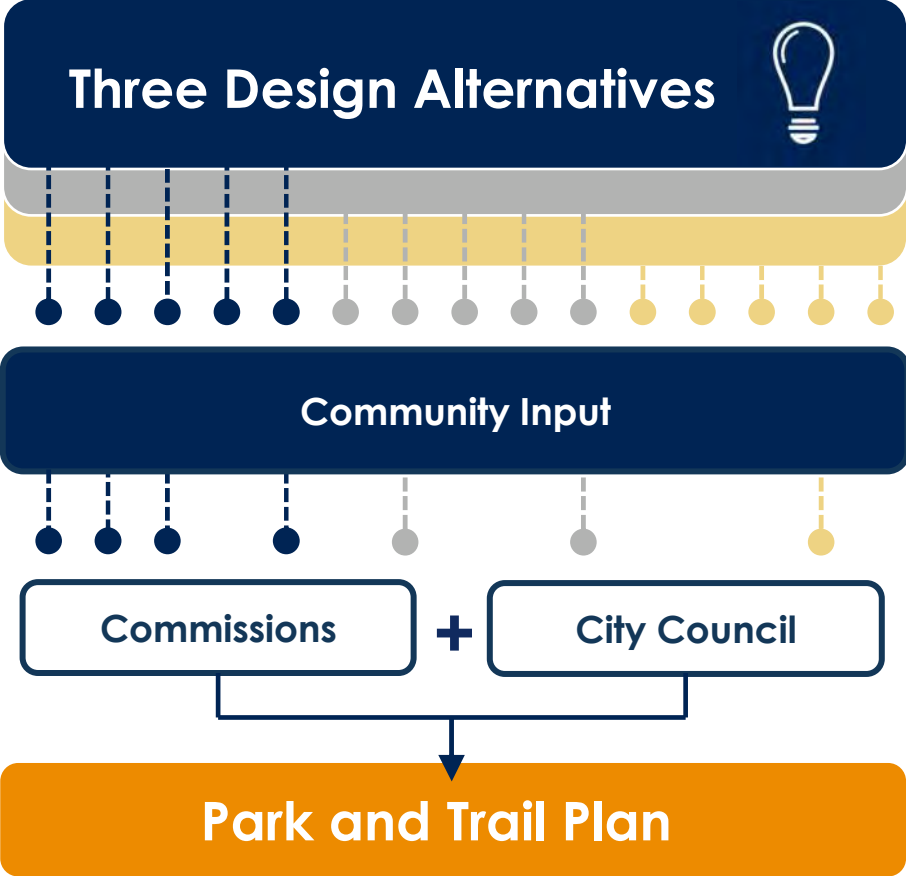 Three Design Alternatives
Community Input
Commissions
+
City Council
Park and Trail Plan